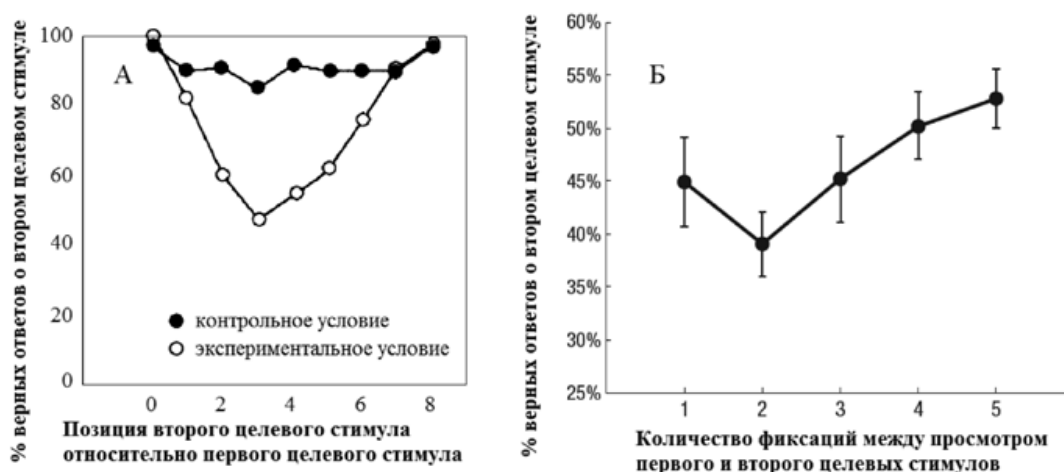 % верных ответов о втором целевом стимуле
100
80
60
40
20
0
А
контрольное условие
экспериментальное условие
0 2 4 6 8
Позиция второго целевого стимула
относительно первого целевого стимула
% верных ответов о втором целевом стимуле
60%
55%
50%
45%
40%
35%
30%
25%
Б
1 2 3 4 5
Количество фиксаций между просмотром
первого и второго целевых стимулов